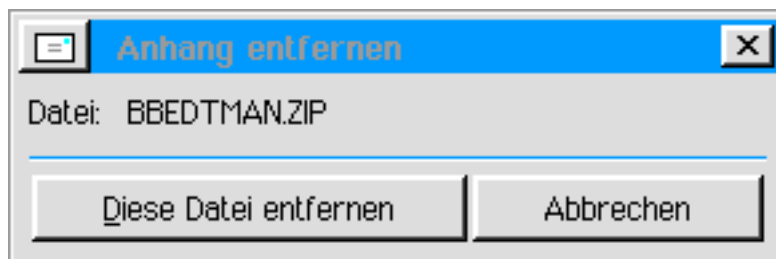 Anhang entfernen
Datei: BBEDTMAN.ZIP
Diese Datei entfernen Abbrechen